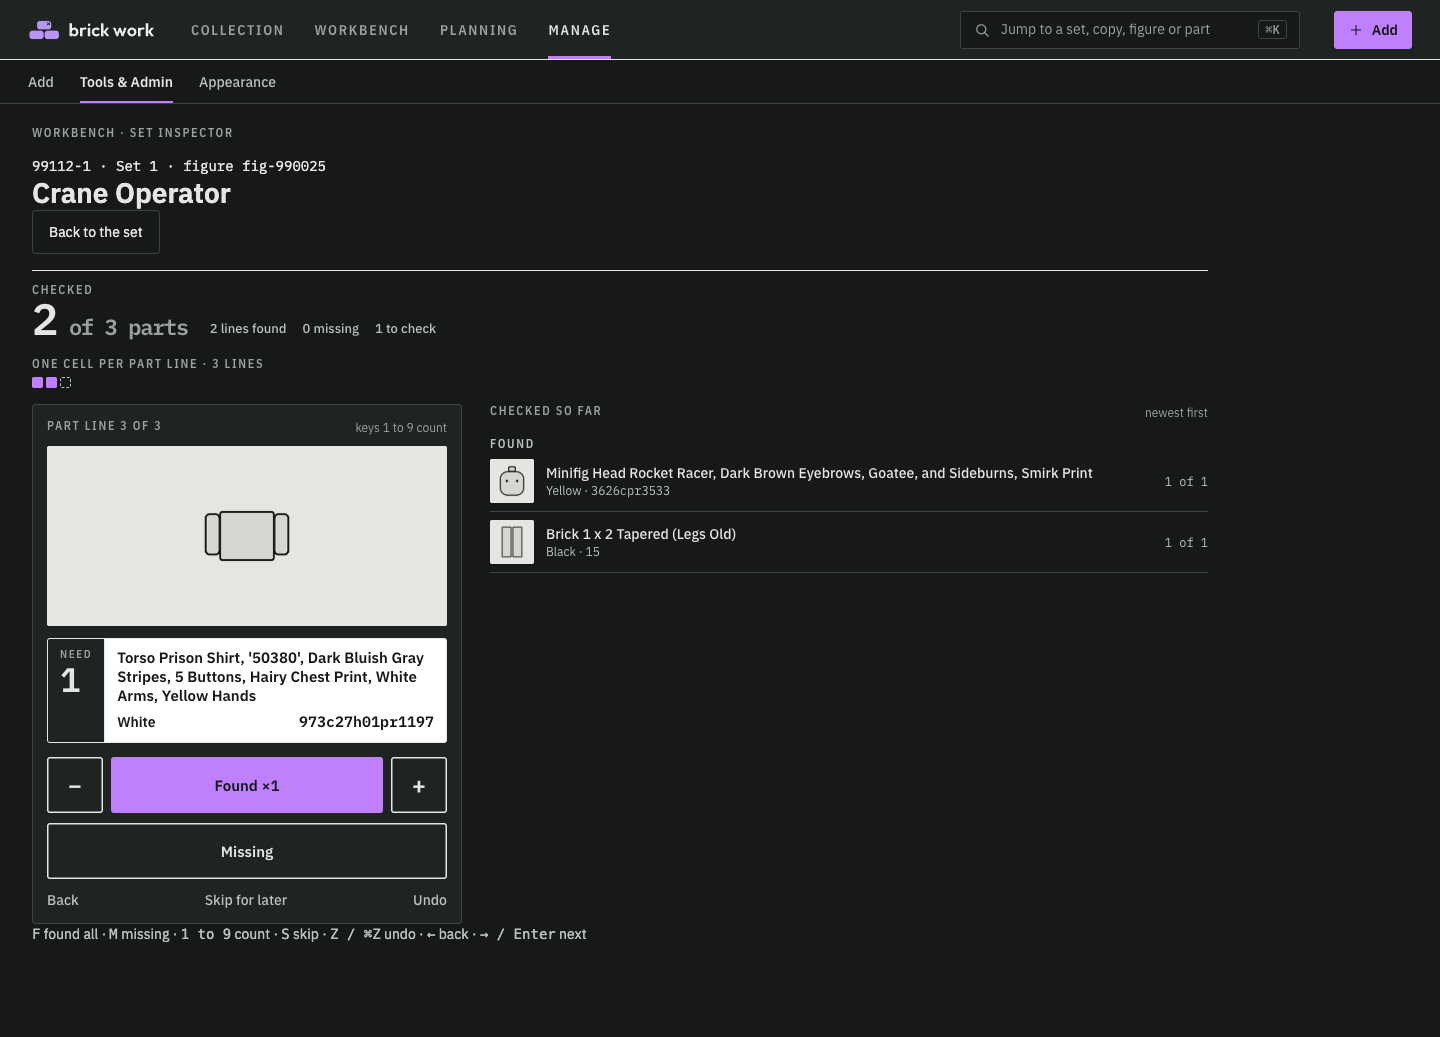 brick work
COLLECTION
WORKBENCH
PLANNING
MANAGE
Jump to a set, copy, figure or part
⌘K
+ Add
Add
Tools & Admin
Appearance
WORKBENCH · SET INSPECTOR
99112-1 · Set 1 · figure fig-990025
Crane Operator
Back to the set
CHECKED
2 of 3 parts
2 lines found
0 missing
1 to check
ONE CELL PER PART LINE · 3 LINES
PART LINE 3 OF 3
keys 1 to 9 count
NEED
1
Torso Prison Shirt, '50380', Dark Bluish Gray
Stripes, 5 Buttons, Hairy Chest Print, White
Arms, Yellow Hands
White
973c27h01pr1197
−
Found ×1
+
Missing
Back
Skip for later
Undo
CHECKED SO FAR
newest first
FOUND
Minifig Head Rocket Racer, Dark Brown Eyebrows, Goatee, and Sideburns, Smirk Print
Yellow · 3626cpr3533
1 of 1
Brick 1 x 2 Tapered (Legs Old)
Black · 15
1 of 1
F found all · M missing · 1 to 9 count · S skip · Z / ⌘Z undo · ← back · → / Enter next